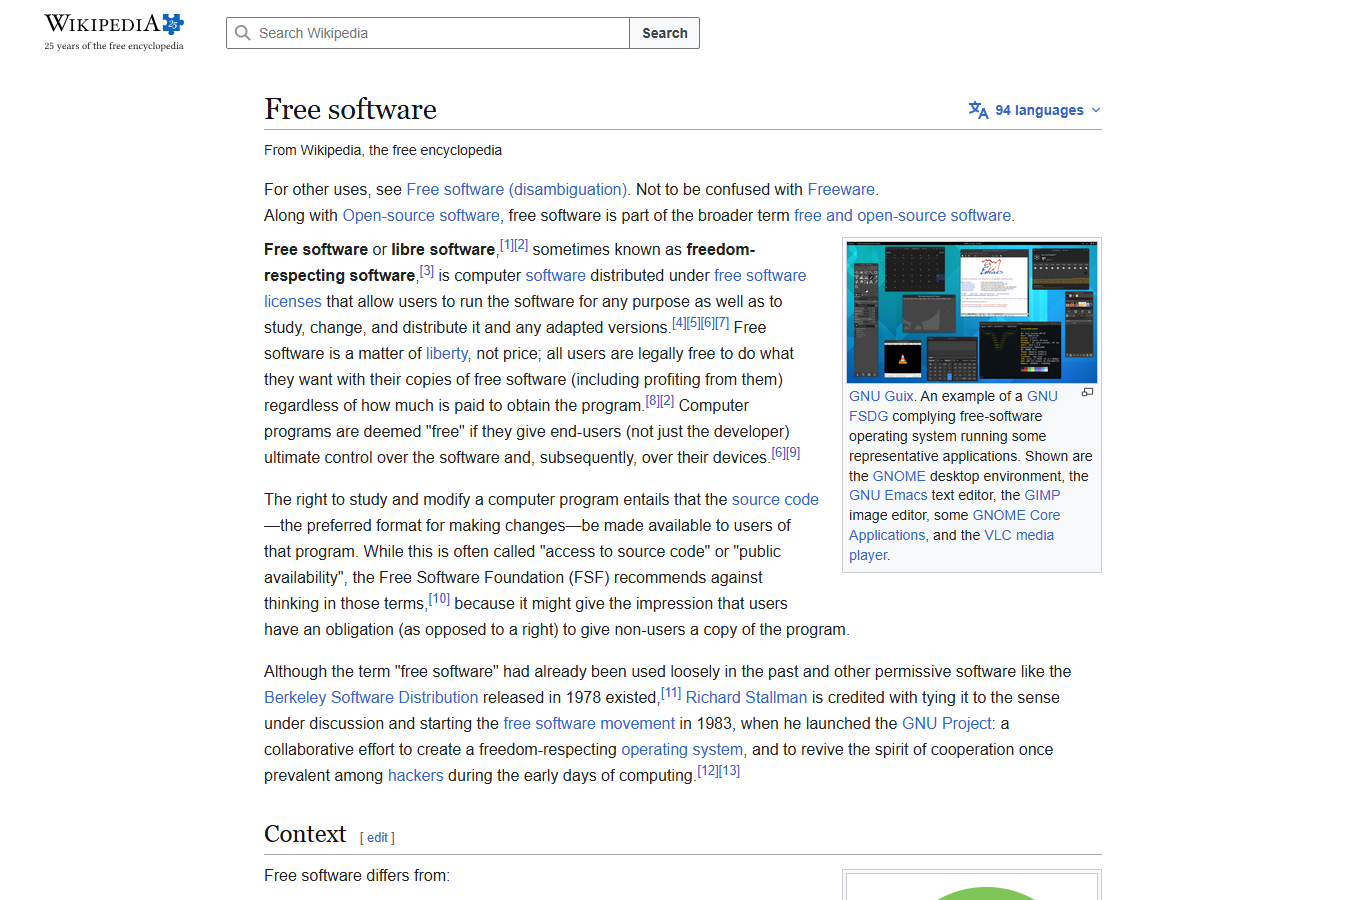 WIKIPEDIA 25
25 years of the free encyclopedia
Search Wikipedia
Search
Free software
94 languages
From Wikipedia, the free encyclopedia
For other uses, see Free software (disambiguation). Not to be confused with Freeware.
Along with Open-source software, free software is part of the broader term free and open-source software.
Free software or libre software,[1][2] sometimes known as freedom-
respecting software,[3] is computer software distributed under free software
licenses that allow users to run the software for any purpose as well as to
study, change, and distribute it and any adapted versions.[4][5][6][7] Free
software is a matter of liberty, not price; all users are legally free to do what
they want with their copies of free software (including profiting from them)
regardless of how much is paid to obtain the program.[8][2] Computer
programs are deemed "free" if they give end-users (not just the developer)
ultimate control over the software and, subsequently, over their devices.[6][9]
Emacs
GNU Guix. An example of a GNU
FSDG complying free-software
operating system running some
representative applications. Shown are
the GNOME desktop environment, the
GNU Emacs text editor, the GIMP
image editor, some GNOME Core
Applications, and the VLC media
player.
The right to study and modify a computer program entails that the source code
—the preferred format for making changes—be made available to users of
that program. While this is often called "access to source code" or "public
availability", the Free Software Foundation (FSF) recommends against
thinking in those terms,[10] because it might give the impression that users
have an obligation (as opposed to a right) to give non-users a copy of the program.
Although the term "free software" had already been used loosely in the past and other permissive software like the
Berkeley Software Distribution released in 1978 existed,[11] Richard Stallman is credited with tying it to the sense
under discussion and starting the free software movement in 1983, when he launched the GNU Project: a
collaborative effort to create a freedom-respecting operating system, and to revive the spirit of cooperation once
prevalent among hackers during the early days of computing.[12][13]
Context [ edit ]
Free software differs from: